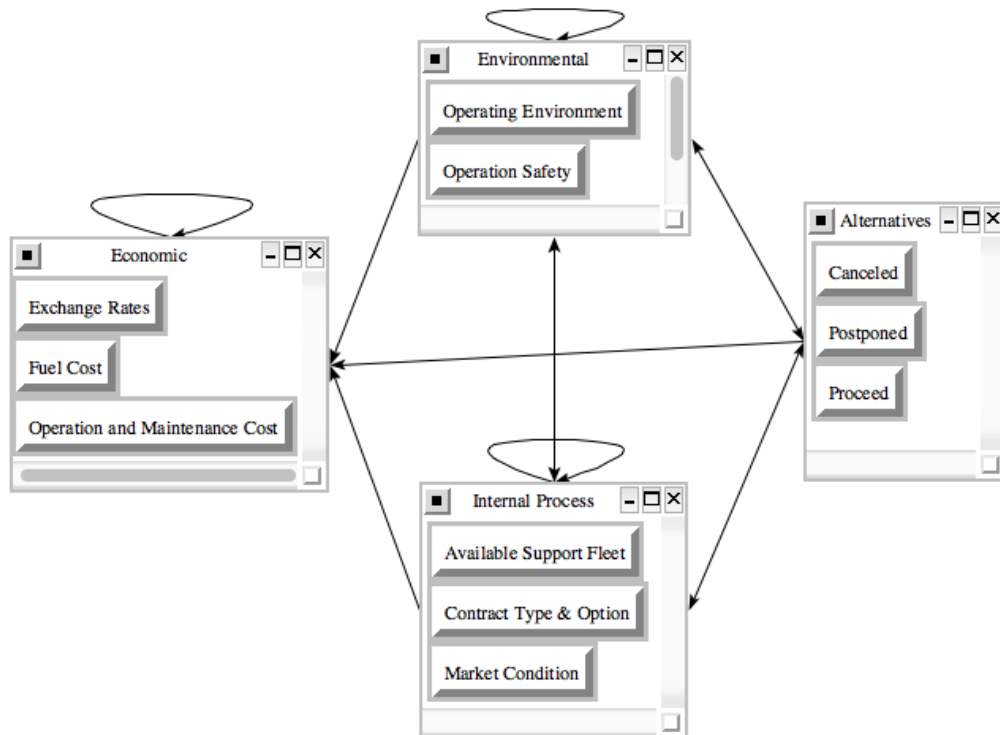 Environmental
Operating Environment
Operation Safety
Economic
Exchange Rates
Fuel Cost
Operation and Maintenance Cost
Alternatives
Canceled
Postponed
Proceed
Internal Process
Available Support Fleet
Contract Type & Option
Market Condition